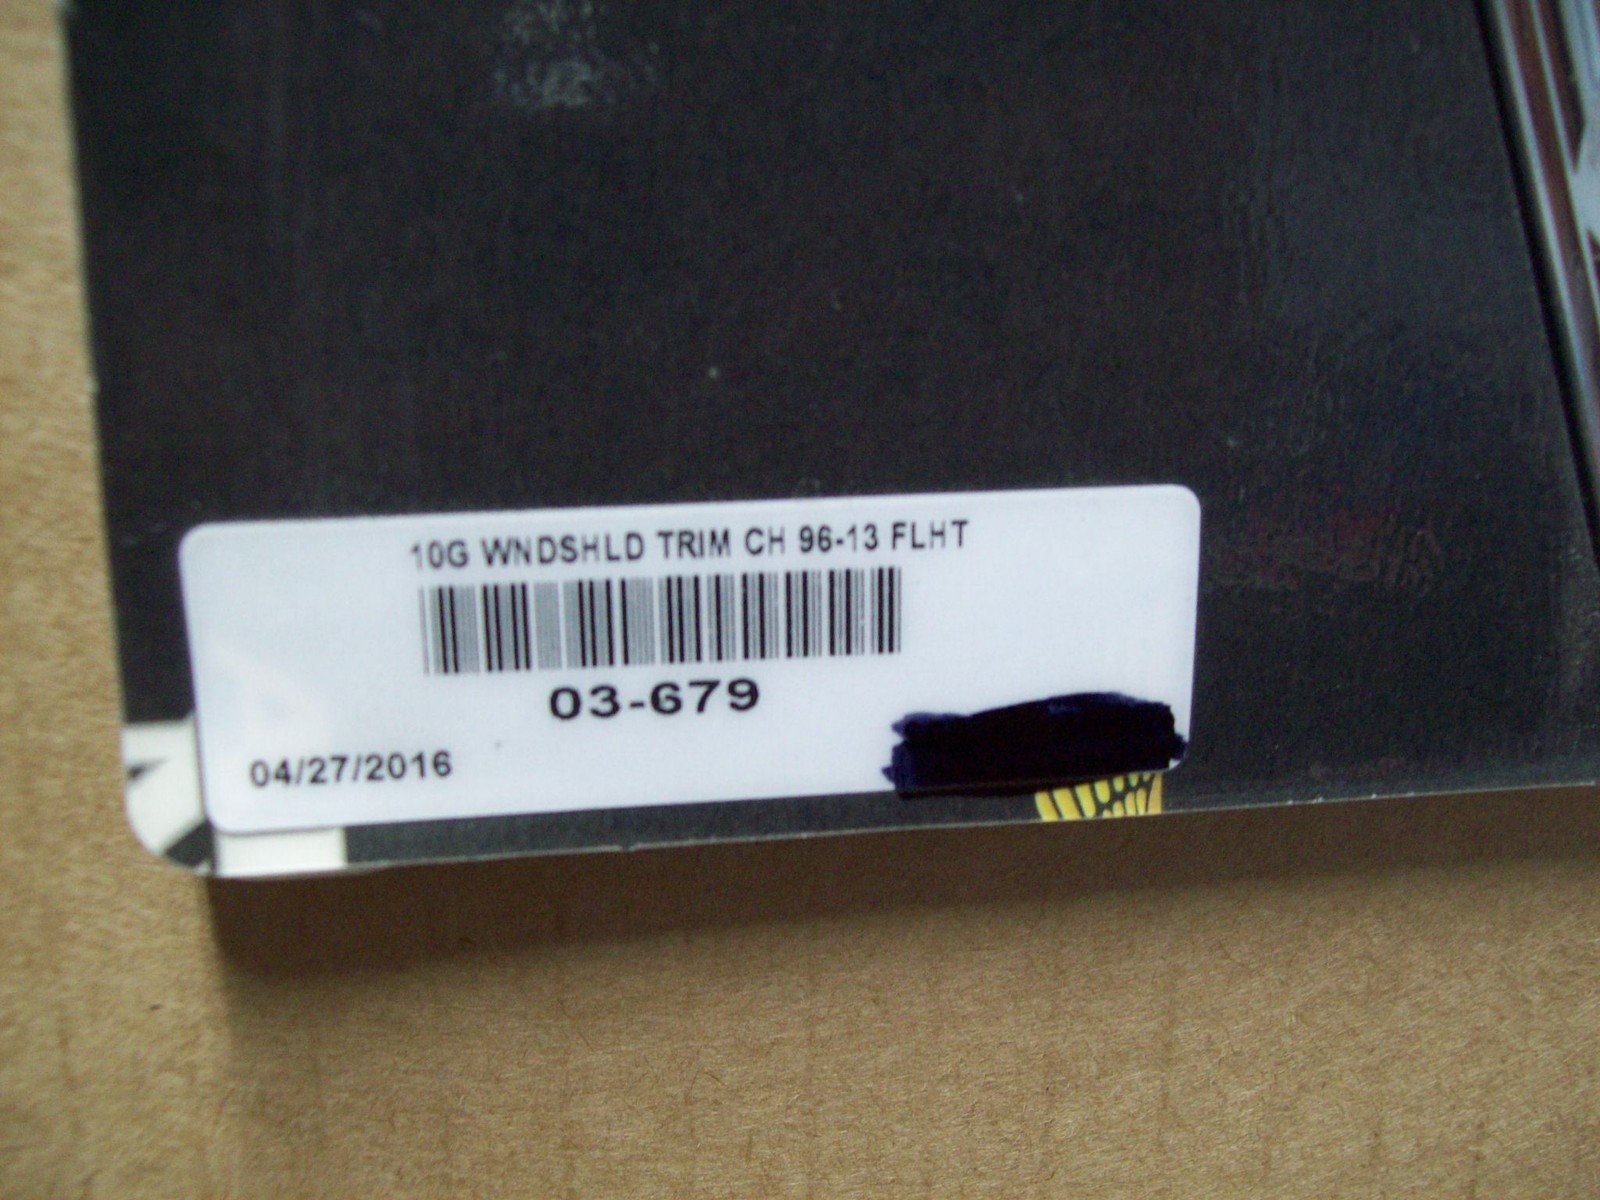 10G WNDSHLD TRIM CH 96-13 FLHT
03-679
04/27/2016